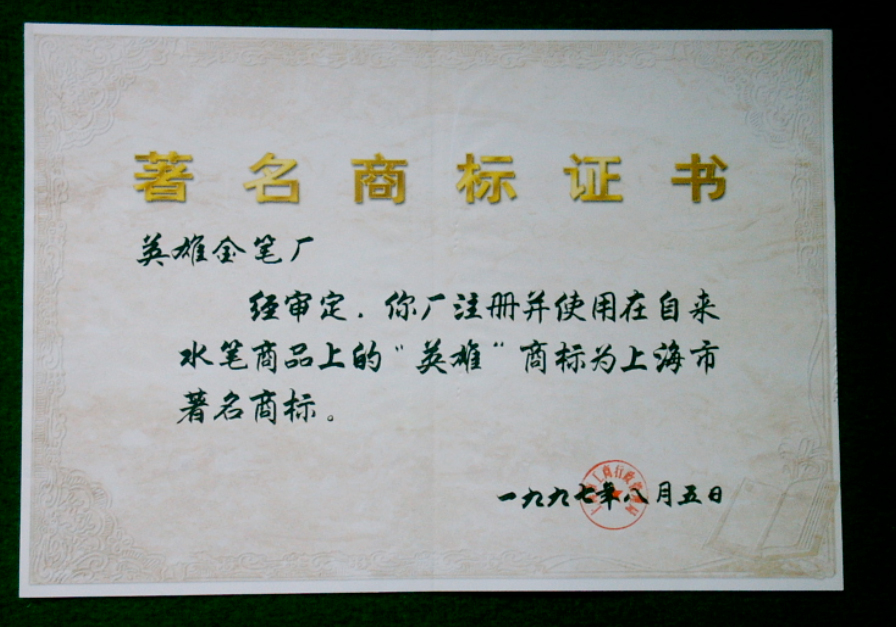 著名商标证书
英雄金笔厂
经审定，你厂注册并使用在自来
水笔商品上的“英雄”商标为上海市
著名商标。
一九九七年八月五日